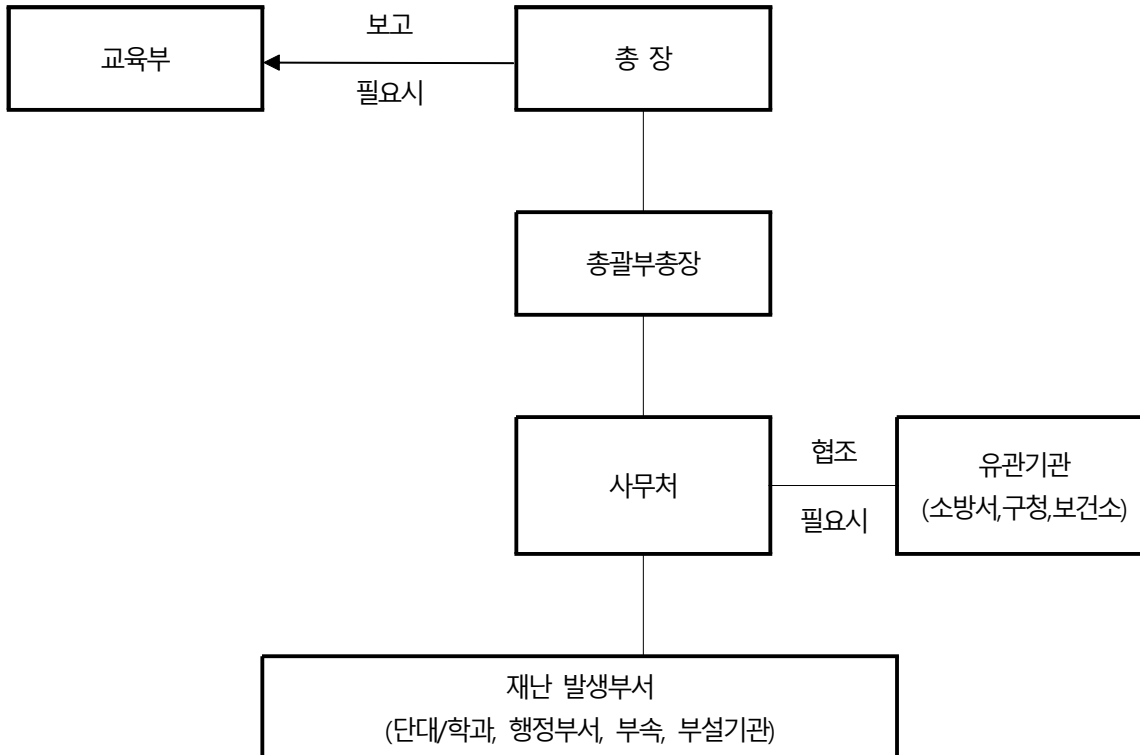 보고
교육부
총 장
필요시
총괄부총장
협조
유관기관
사무처
(소방서,구청,보건소)
필요시
재난 발생부서
(단대/학과, 행정부서, 부속, 부설기관)